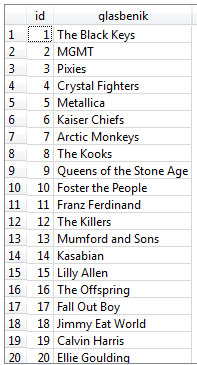 id glasbenik
1 1 The Black Keys
2 2 MGMT
3 3 Pixies
4 4 Crystal Fighters
5 5 Metallica
6 6 Kaiser Chiefs
7 7 Arctic Monkeys
8 8 The Kooks
9 9 Queens of the Stone Age
10 10 Foster the People
11 11 Franz Ferdinand
12 12 The Killers
13 13 Mumford and Sons
14 14 Kasabian
15 15 Lilly Allen
16 16 The Offspring
17 17 Fall Out Boy
18 18 Jimmy Eat World
19 19 Calvin Harris
20 20 Ellie Goulding